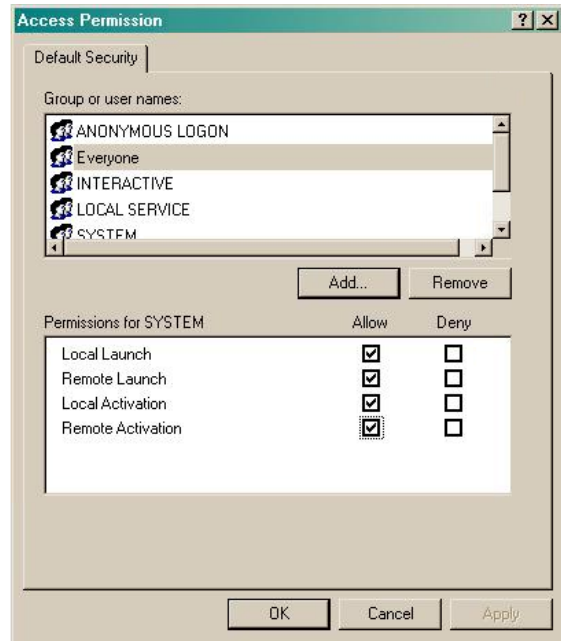 Access Permission
Default Security
Group or user names:
ANONYMOUS LOGON
Everyone
INTERACTIVE
LOCAL SERVICE
SYSTEM
Add... Remove
Permissions for SYSTEM Allow Deny
Local Launch
Remote Launch
Local Activation
Remote Activation
OK Cancel Apply